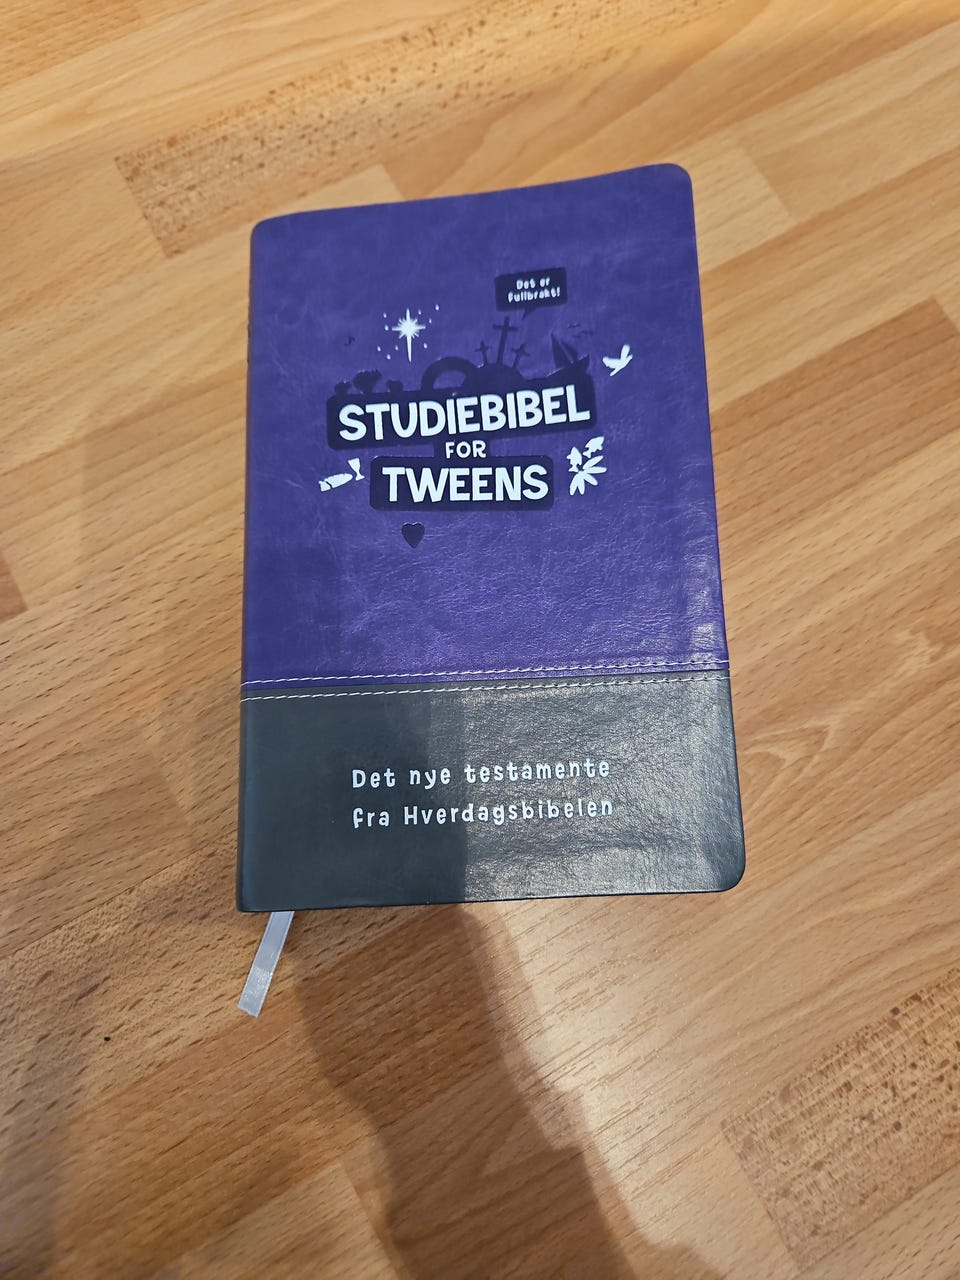 Det er
fullbrakt!
STUDIEBIBEL
FOR
TWEENS
Det nye testamente
fra Hverdagsbibelen